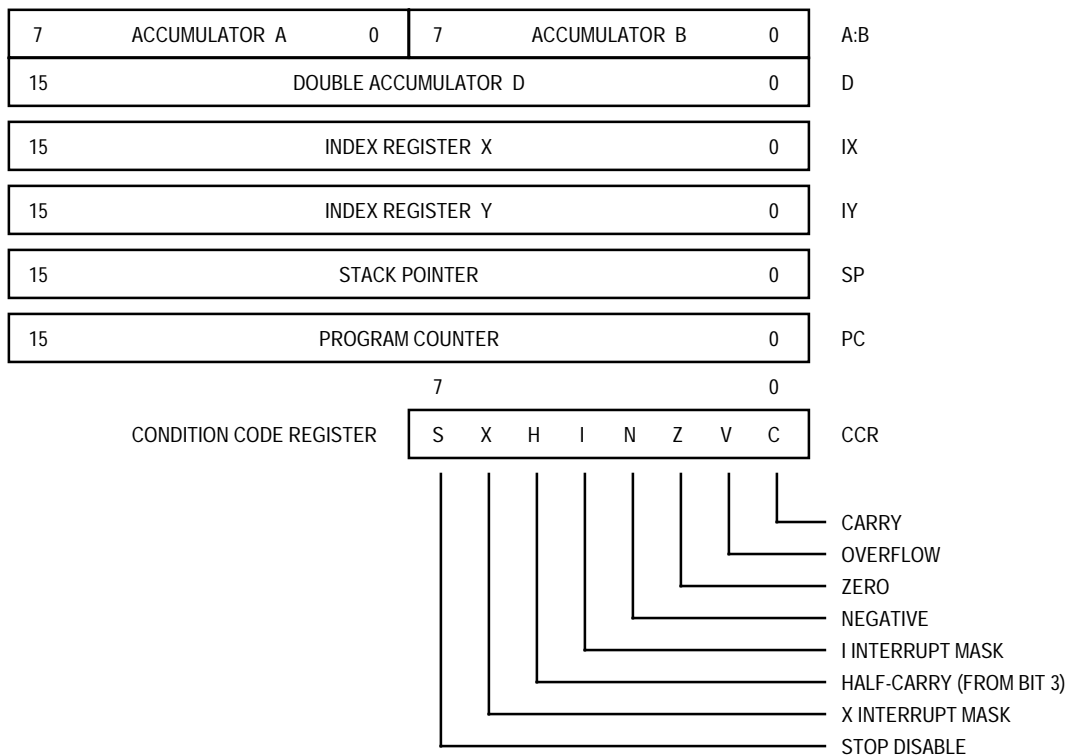 7 ACCUMULATOR A 0 7 ACCUMULATOR B 0 A:B
15 DOUBLE ACCUMULATOR D 0 D
15 INDEX REGISTER X 0 IX
15 INDEX REGISTER Y 0 IY
15 STACK POINTER 0 SP
15 PROGRAM COUNTER 0 PC
7 0
CONDITION CODE REGISTER S X H I N Z V C CCR
CARRY
OVERFLOW
ZERO
NEGATIVE
I INTERRUPT MASK
HALF-CARRY (FROM BIT 3)
X INTERRUPT MASK
STOP DISABLE